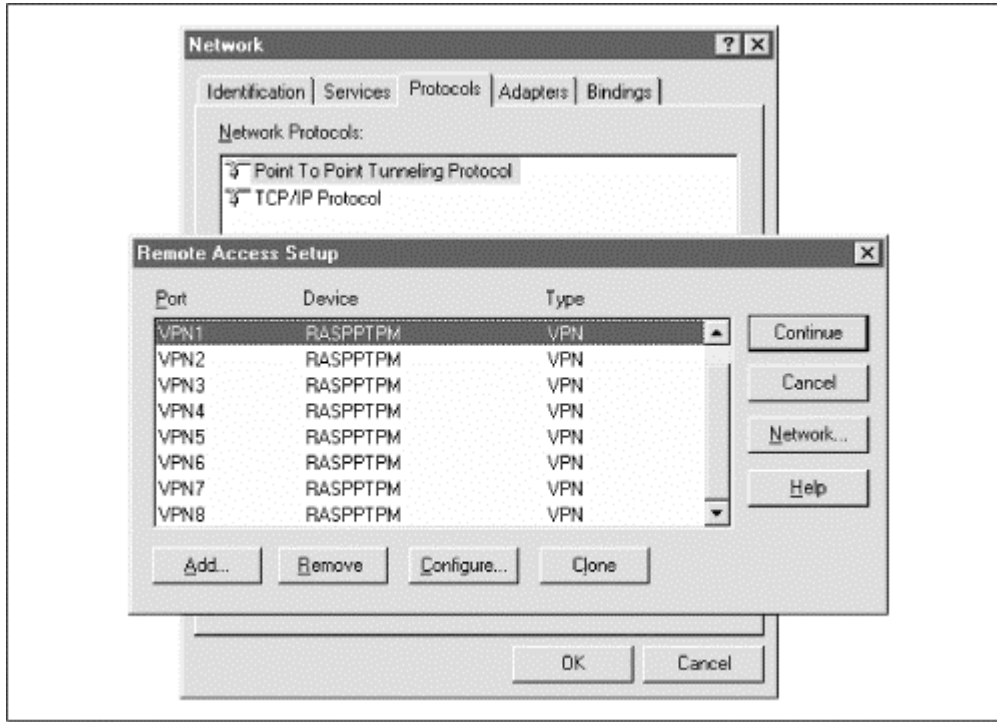 Network
Identification Services Protocols Adapters Bindings
Network Protocols:
Point To Point Tunneling Protocol
TCP/IP Protocol
Remote Access Setup
Port Device Type
VPN1 RASPPTPM VPN
VPN2 RASPPTPM VPN
VPN3 RASPPTPM VPN
VPN4 RASPPTPM VPN
VPN5 RASPPTPM VPN
VPN6 RASPPTPM VPN
VPN7 RASPPTPM VPN
VPN8 RASPPTPM VPN
Continue
Cancel
Network...
Help
Add... Remove Configure... Clone
OK Cancel